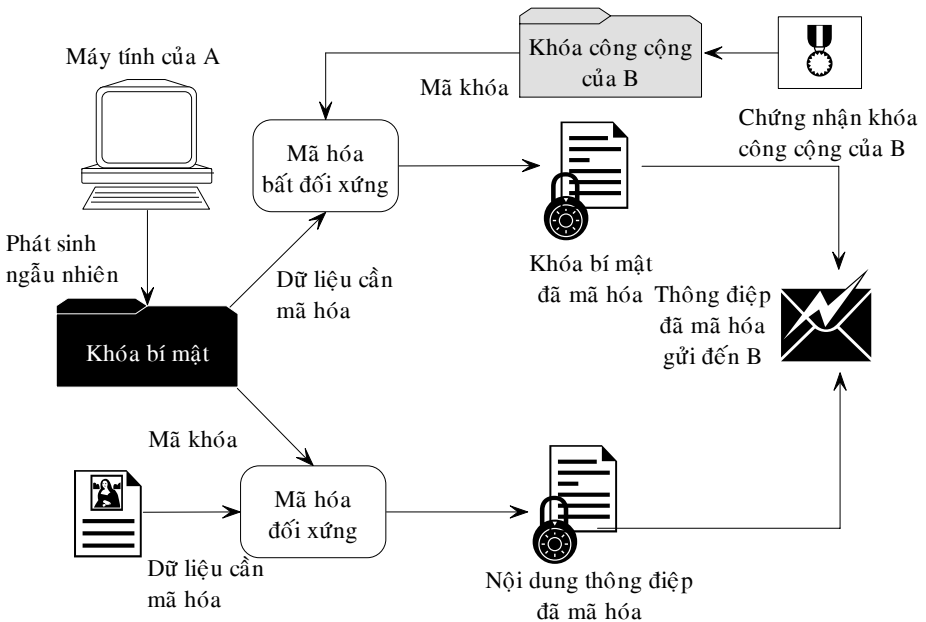 Máy tính của A
Khóa công cộng
của B
Mã khóa
Chứng nhận khóa
công cộng của B
Mã hóa
bất đối xứng
Phát sinh
ngẫu nhiên
Dữ liệu cần
mã hóa
Khóa bí mật
đã mã hóa
Thông điệp
đã mã hóa
gửi đến B
Khóa bí mật
Mã khóa
Mã hóa
đối xứng
Dữ liệu cần
mã hóa
Nội dung thông điệp
đã mã hóa